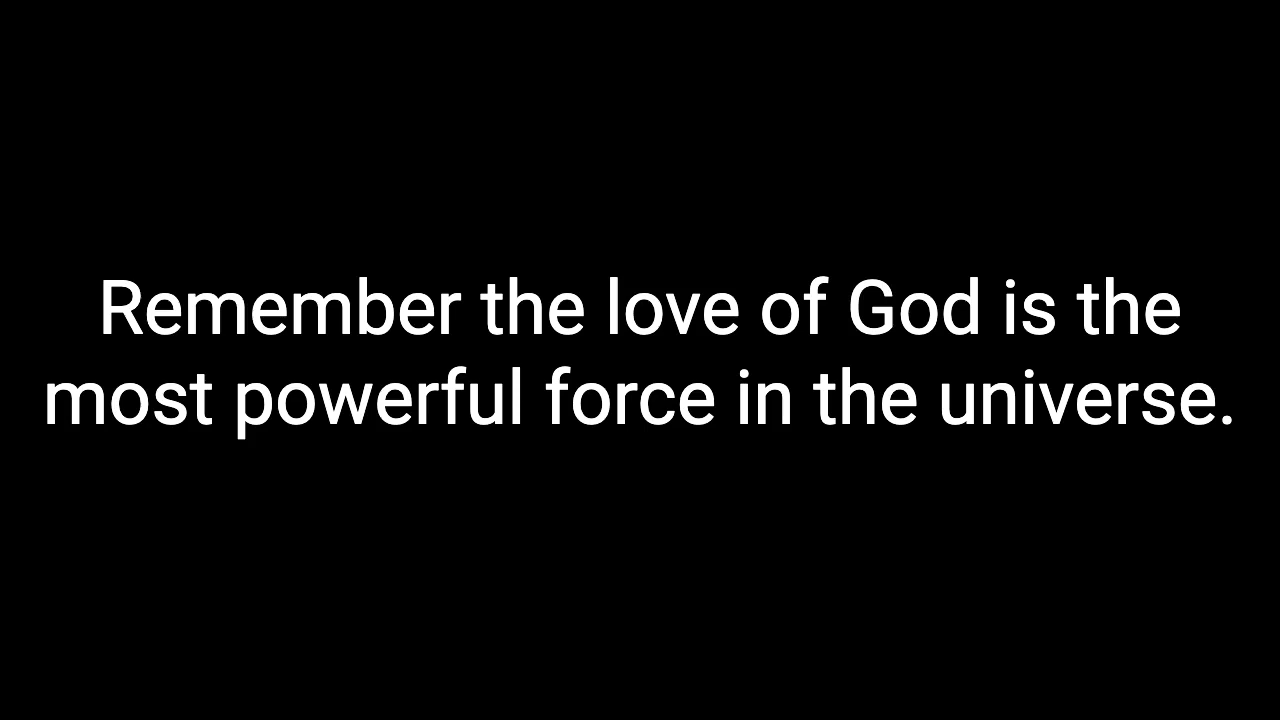 Remember the love of God is the
most powerful force in the universe.